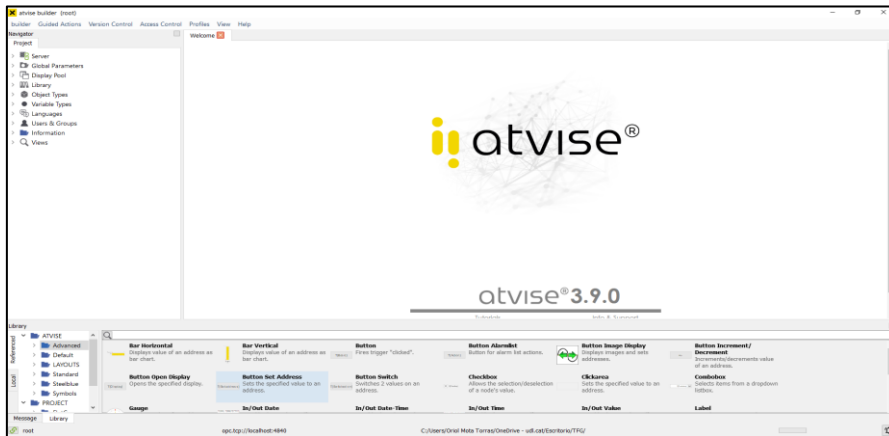 atvise builder (root)
builder Guided Actions Version Control Access Control Profiles View Help
Navigator
Project
Server
Global Parameters
Display Pool
Library
Object Types
Variable Types
Languages
Users & Groups
Information
Views
Welcome
atvise®
atvise® 3.9.0
Library
Referenced
Local
ATVISE
Advanced
Default
LAYOUTS
Standard
Steelblue
Symbols
PROJECT
Bar Horizontal
Displays value of an address as
bar chart.
Bar Vertical
Displays value of an address as
bar chart.
Button
Fires trigger "clicked".
Button Alarmlist
Button for alarm list actions.
Button Image Display
Displays images and sets
addresses.
Button Increment/
Decrement
Increments/decrements value
of an address.
Button Open Display
Opens the specified display.
Button Set Address
Sets the specified value to an
address.
Button Switch
Switches 2 values on an
address.
Checkbox
Allows the selection/deselection
of a node's value.
Clickarea
Sets the specified value to an
address.
Combobox
Selects items from a dropdown
listbox.
Gauge
In/Out Date
In/Out Date-Time
In/Out Time
In/Out Value
Label
Message Library
root
opc.tcp://localhost:4840
C:/Users/Oriol Mota Torras/OneDrive - udl.cat/Escritorio/TFG/